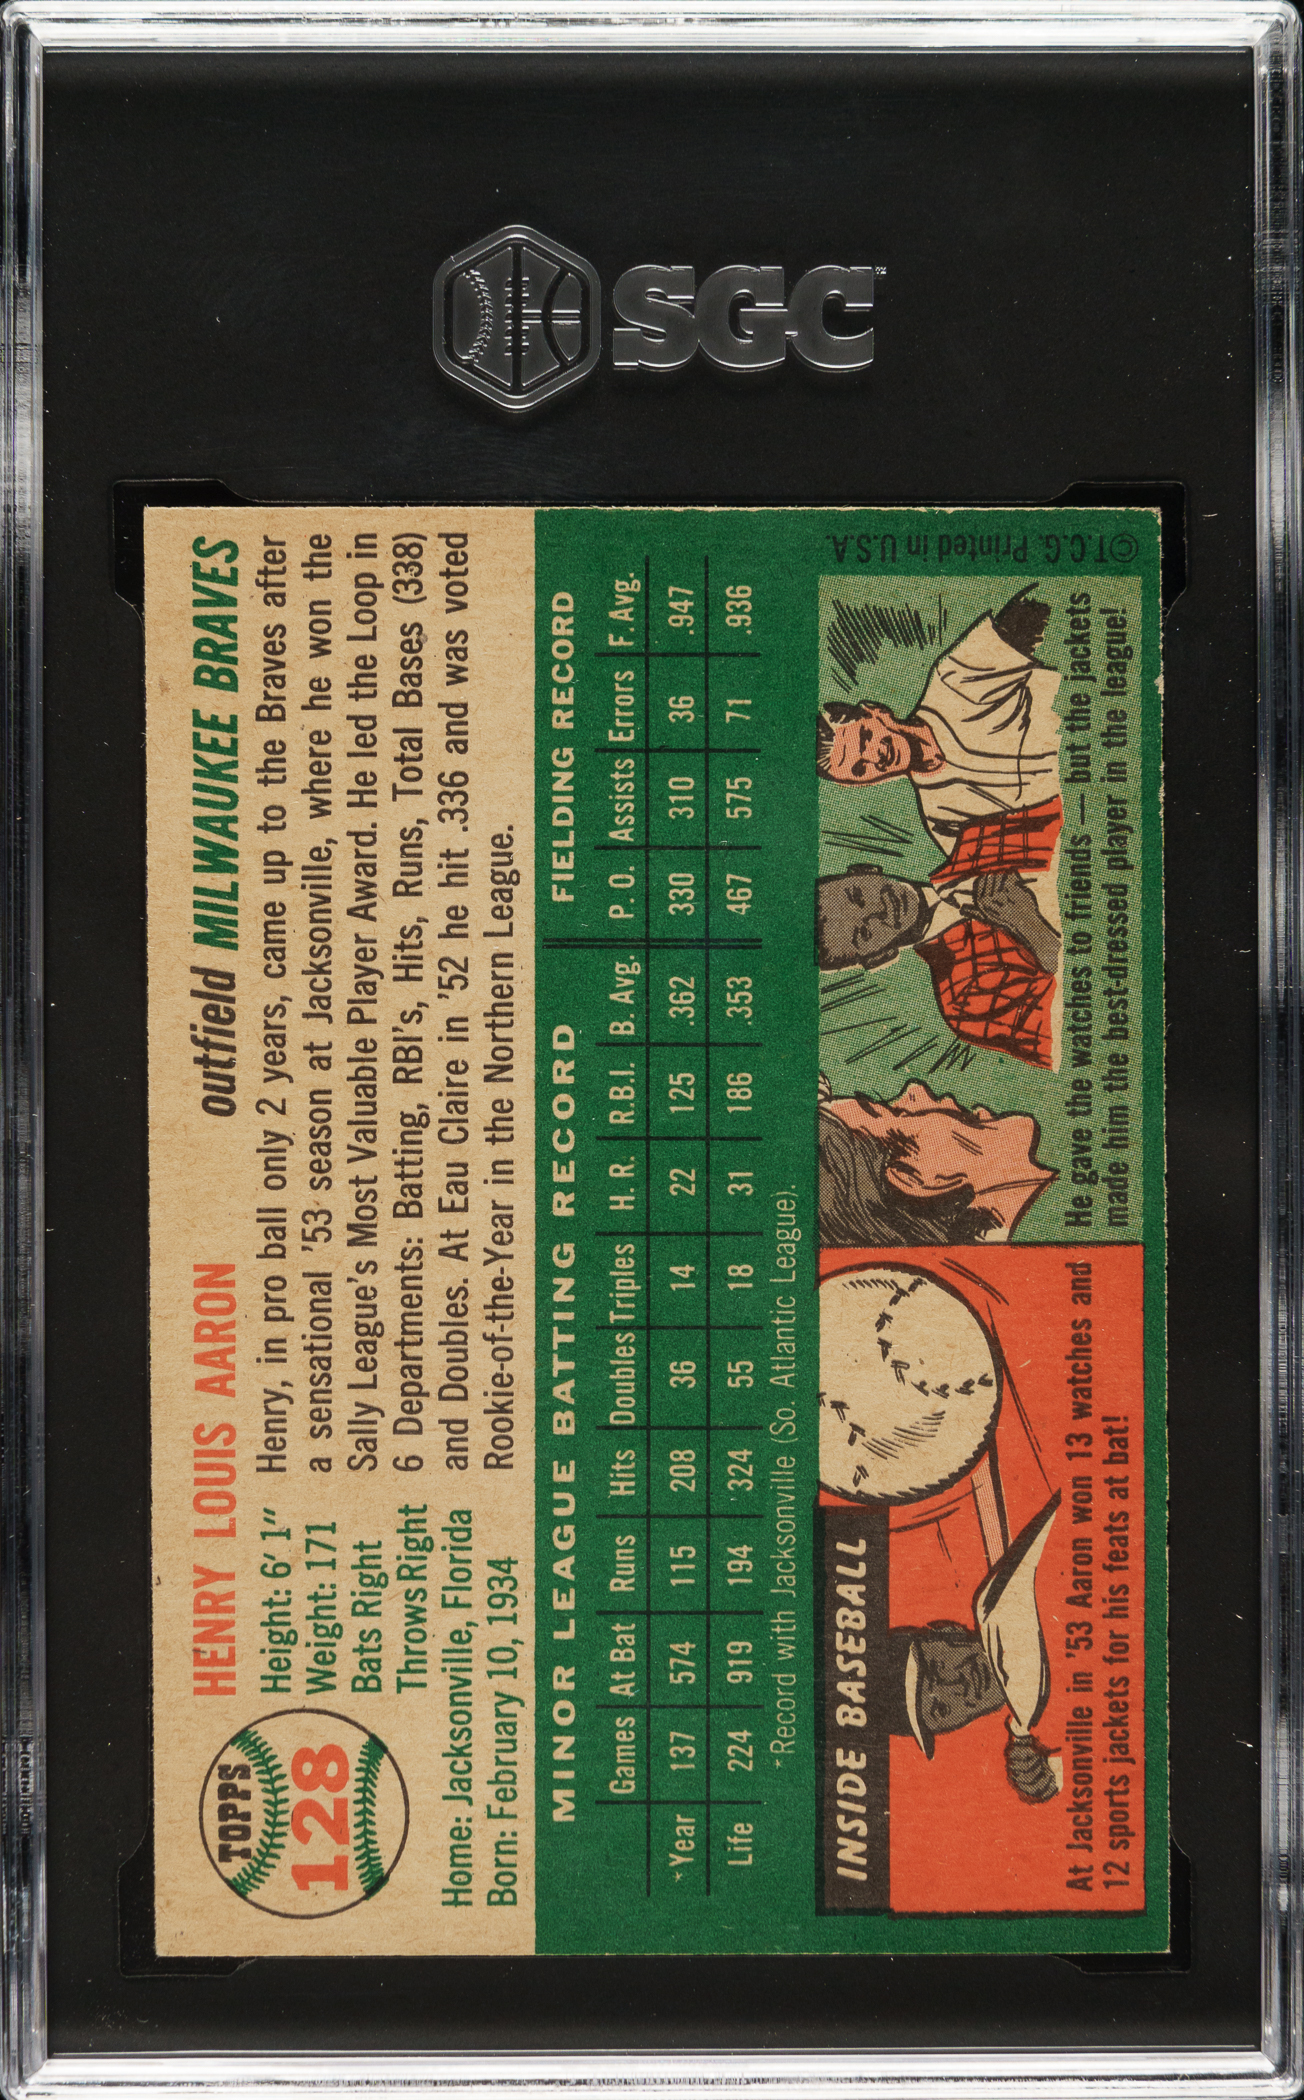 SGC
TOPPS
128
HENRY LOUIS AARON
outfield MILWAUKEE BRAVES
Height: 6' 1"
Weight: 171
Bats Right
Throws Right
Home: Jacksonville, Florida
Born: February 10, 1934
Henry, in pro ball only 2 years, came up to the Braves after
a sensational '53 season at Jacksonville, where he won the
Sally League's Most Valuable Player Award. He led the Loop in
6 Departments: Batting, RBI's, Hits, Runs, Total Bases (338)
and Doubles. At Eau Claire in '52 he hit .336 and was voted
Rookie-of-the-Year in the Northern League.
MINOR LEAGUE BATTING RECORD FIELDING RECORD
Games At Bat Runs Hits Doubles Triples H. R. R.B.I. B. Avg. P. O. Assists Errors F. Avg.
*Year 137 574 115 208 36 14 22 125 .362 330 310 36 .947
Life 224 919 194 324 55 18 31 186 .353 467 575 71 .936
*Record with Jacksonville (So. Atlantic League).
INSIDE BASEBALL
At Jacksonville in '53 Aaron won 13 watches and
12 sports jackets for his feats at bat!
He gave the watches to friends — but the jackets
made him the best-dressed player in the league!
© T.C.G. Printed in U.S.A.